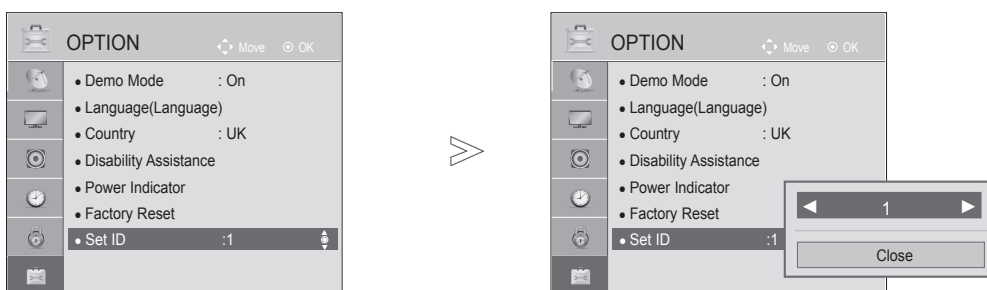 OPTION
Move OK
• Demo Mode : On
• Language(Language)
• Country : UK
• Disability Assistance
• Power Indicator
• Factory Reset
• Set ID :1
OPTION
Move OK
• Demo Mode : On
• Language(Language)
• Country : UK
• Disability Assistance
• Power Indicator
• Factory Reset
• Set ID :1
◀ 1 ▶
Close